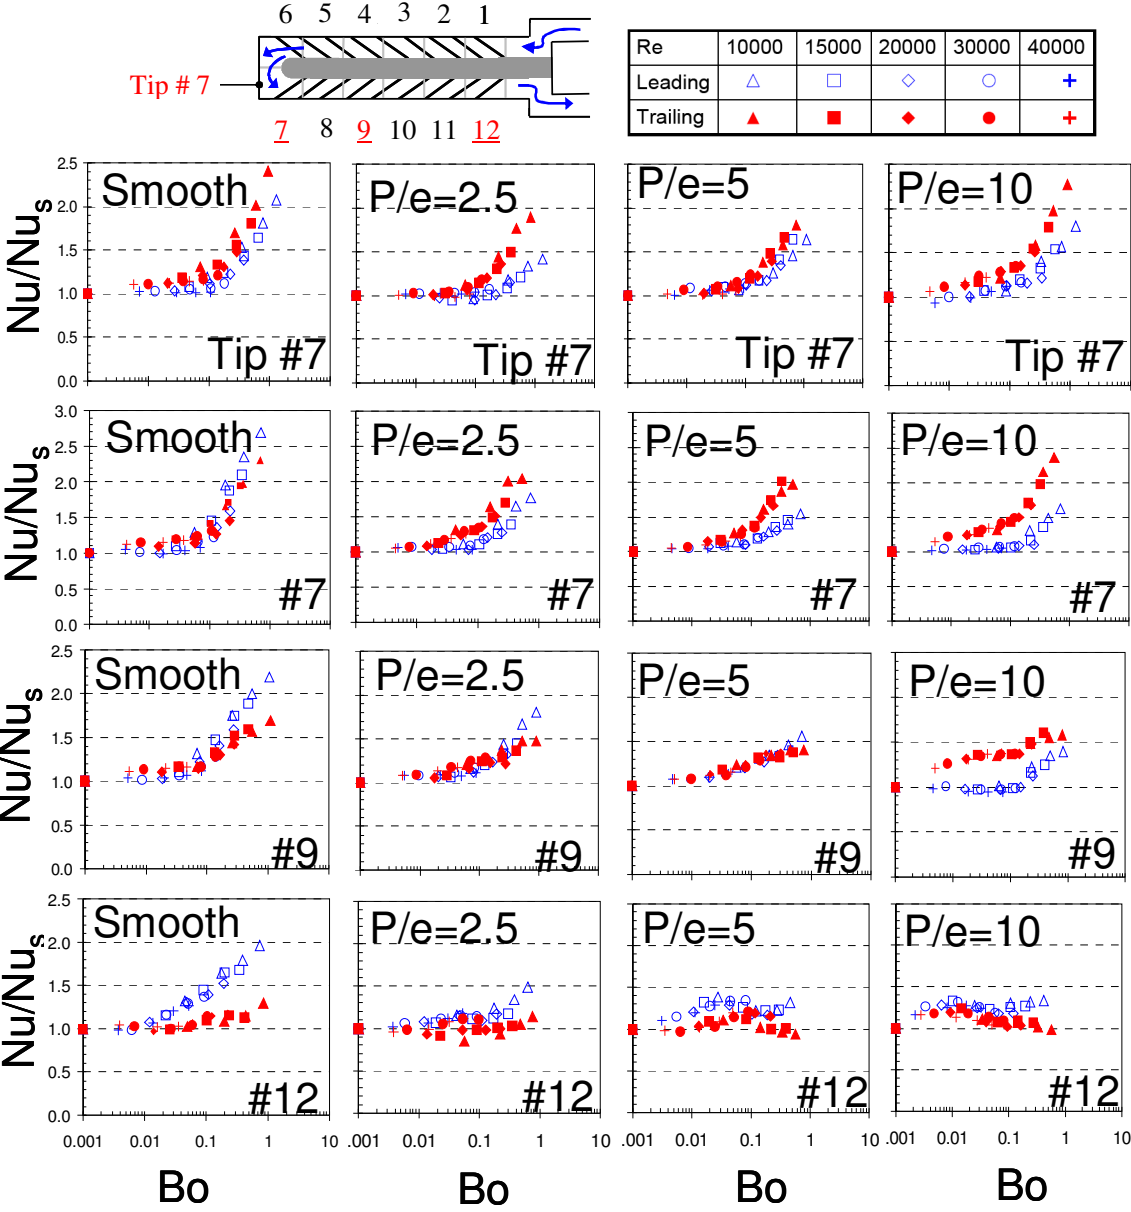 6 5 4 3 2 1
Tip # 7
7 8 9 10 11 12
Re 10000 15000 20000 30000 40000
Leading
Trailing
Nu/Nus
2.5
2.0
1.5
1.0
0.5
0.0
Smooth
Tip #7
P/e=2.5
Tip #7
P/e=5
Tip #7
P/e=10
Tip #7
Nu/Nus
3.0
2.5
2.0
1.5
1.0
0.5
0.0
Smooth
#7
P/e=2.5
#7
P/e=5
#7
P/e=10
#7
Nu/Nus
2.5
2.0
1.5
1.0
0.5
0.0
Smooth
#9
P/e=2.5
#9
P/e=5
#9
P/e=10
#9
Nu/Nus
2.5
2.0
1.5
1.0
0.5
0.0
Smooth
#12
P/e=2.5
#12
P/e=5
#12
P/e=10
#12
0.001 0.01 0.1 1 10
0.001 0.01 0.1 1
0.001 0.01 0.1 1 10
.001 0.01 0.1 1 10
Bo Bo Bo Bo